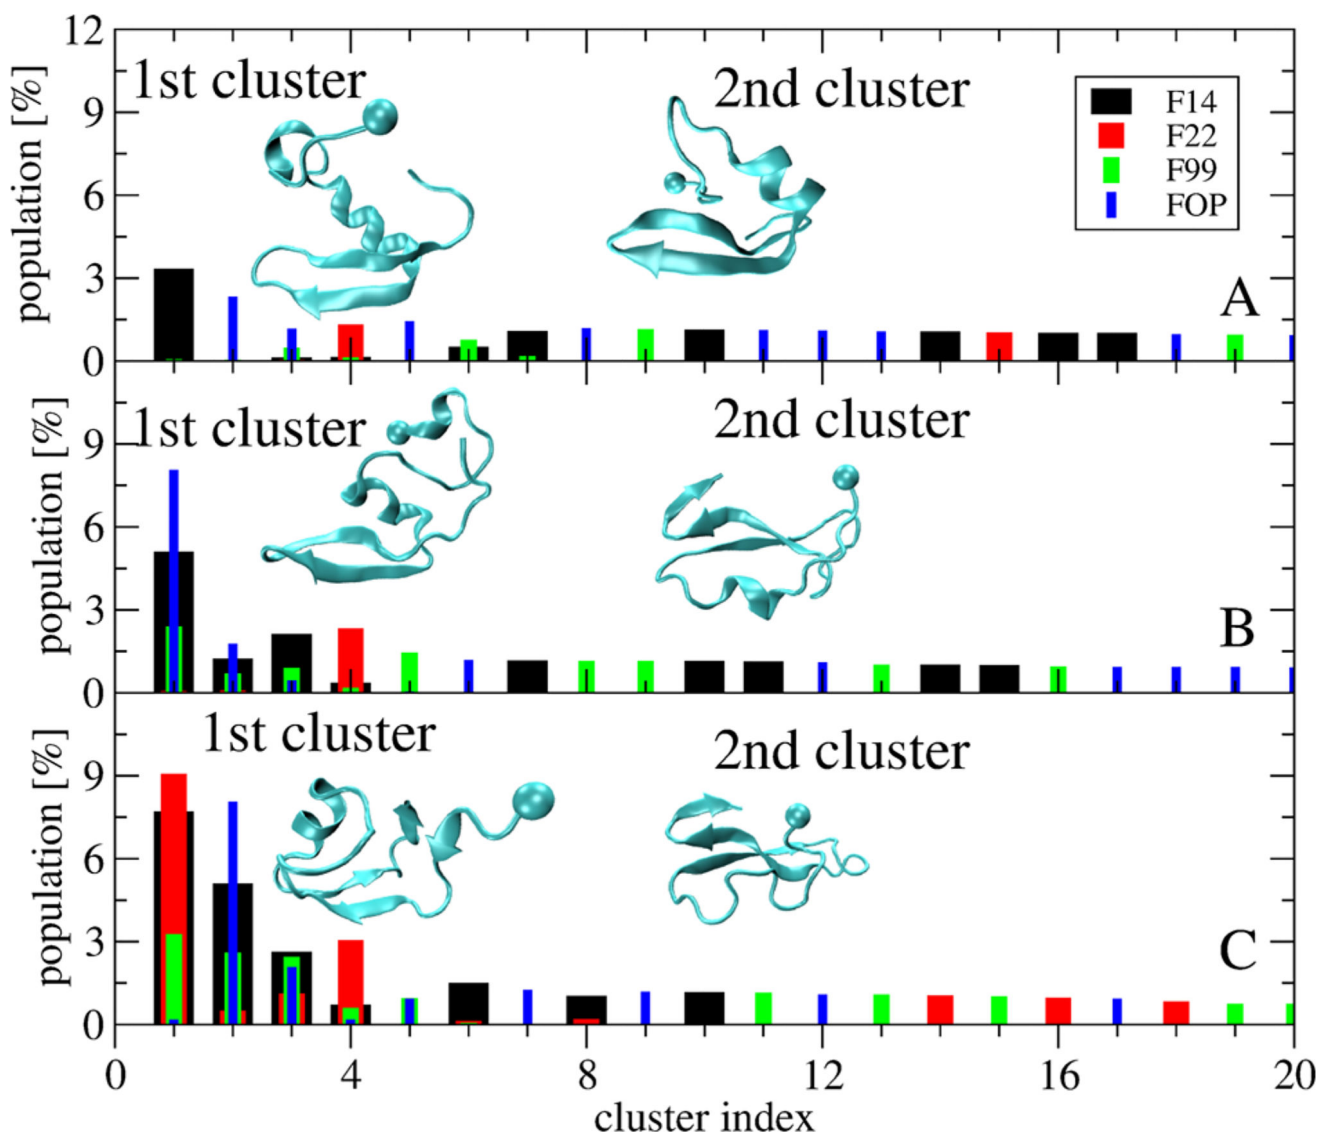 12
9
6
3
0
population [%]
1st cluster
2nd cluster
F14
F22
F99
FOP
A
9
6
3
0
population [%]
1st cluster
2nd cluster
B
9
6
3
0
population [%]
1st cluster
2nd cluster
C
0 4 8 12 16 20
cluster index